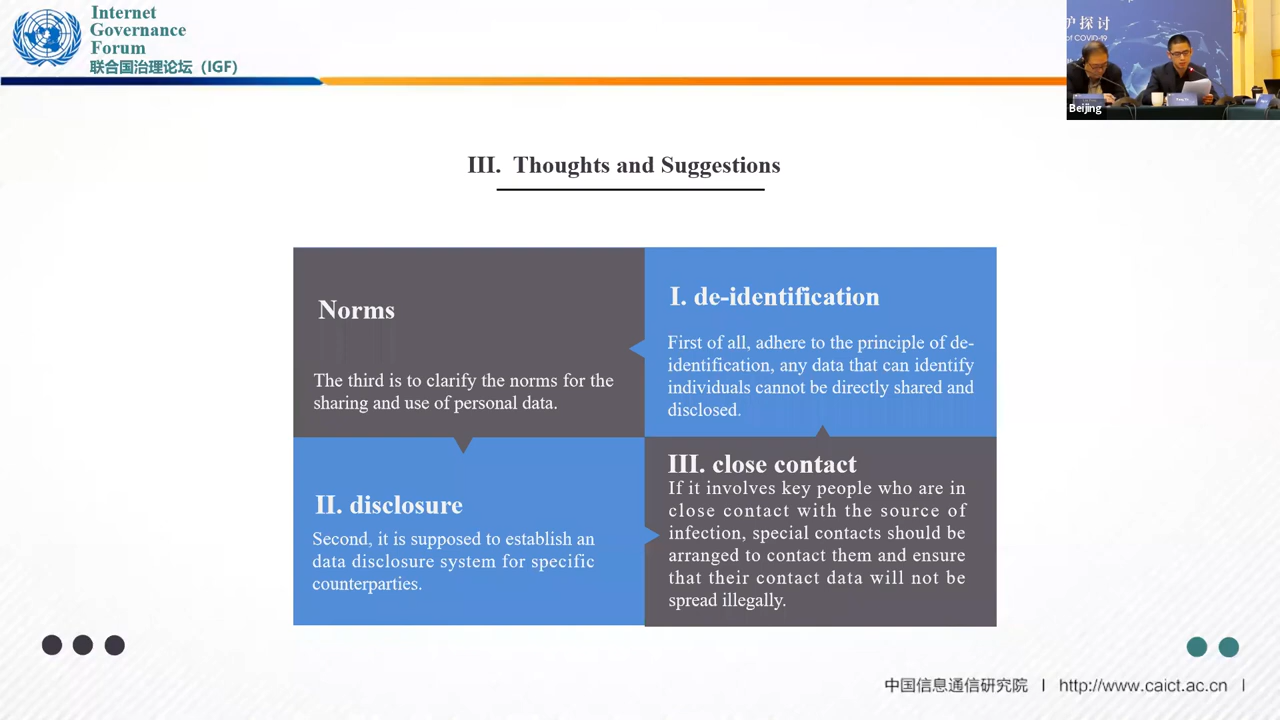 Internet
Governance
Forum
联合国治理论坛（IGF）
护探讨
of COVID-19
Beijing
III. Thoughts and Suggestions
Norms
The third is to clarify the norms for the
sharing and use of personal data.
I. de-identification
First of all, adhere to the principle of de-
identification, any data that can identify
individuals cannot be directly shared and
disclosed.
II. disclosure
Second, it is supposed to establish an
data disclosure system for specific
counterparties.
III. close contact
If it involves key people who are in
close contact with the source of
infection, special contacts should be
arranged to contact them and ensure
that their contact data will not be
spread illegally.
中国信息通信研究院 | http://www.caict.ac.cn |